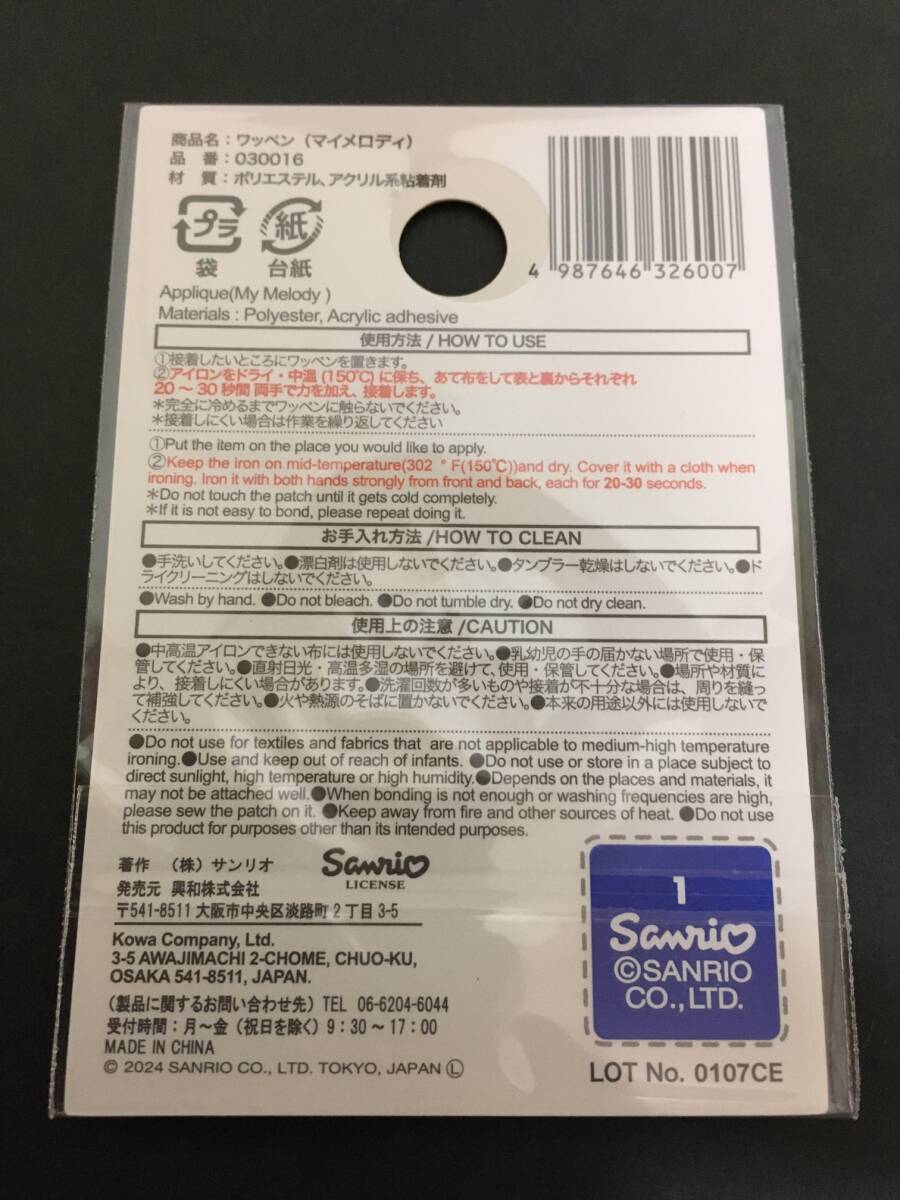 商品名：ワッペン（マイメロディ）
品　番：030016
材　質：ポリエステル、アクリル系粘着剤
プラ
袋
紙
台紙
4 987646 326007
Applique(My Melody )
Materials : Polyester, Acrylic adhesive
使用方法 / HOW TO USE
①接着したいところにワッペンを置きます。
②アイロンをドライ・中温 (150℃) に保ち、あて布をして表と裏からそれぞれ
20 ～ 30 秒間 両手で力を加え、接着します。
＊完全に冷めるまでワッペンに触らないでください。
＊接着しにくい場合は作業を繰り返してください
①Put the item on the place you would like to apply.
②Keep the iron on mid-temperature(302 ° F(150℃))and dry. Cover it with a cloth when
ironing. Iron it with both hands strongly from front and back, each for 20-30 seconds.
＊Do not touch the patch until it gets cold completely.
＊If it is not easy to bond, please repeat doing it.
お手入れ方法 /HOW TO CLEAN
●手洗いしてください。●漂白剤は使用しないでください。●タンブラー乾燥はしないでください。●ド
ライクリーニングはしないでください。
●Wash by hand. ●Do not bleach. ●Do not tumble dry. ●Do not dry clean.
使用上の注意 /CAUTION
●中高温アイロンできない布には使用しないでください。●乳幼児の手の届かない場所で使用・保
管してください。●直射日光・高温多湿の場所を避けて、使用・保管してください。●場所や材質に
より、接着しにくい場合があります。●洗濯回数が多いものや接着が不十分な場合は、周りを縫っ
て補強してください。●火や熱源のそばに置かないでください。●本来の用途以外には使用しないで
ください。
●Do not use for textiles and fabrics that are not applicable to medium-high temperature
ironing.●Use and keep out of reach of infants. ●Do not use or store in a place subject to
direct sunlight, high temperature or high humidity.●Depends on the places and materials, it
may not be attached well.●When bonding is not enough or washing frequencies are high,
please sew the patch on it. ●Keep away from fire and other sources of heat. ●Do not use
this product for purposes other than its intended purposes.
著作　（株）サンリオ
Sanrio
LICENSE
発売元　興和株式会社
〒541-8511 大阪市中央区淡路町 2 丁目 3-5
Kowa Company, Ltd.
3-5 AWAJIMACHI 2-CHOME, CHUO-KU,
OSAKA 541-8511, JAPAN.
（製品に関するお問い合わせ先）TEL 06-6204-6044
受付時間：月～金（祝日を除く）9：30 ～ 17：00
MADE IN CHINA
© 2024 SANRIO CO., LTD. TOKYO, JAPAN Ⓛ
1
Sanrio
©SANRIO
CO.,LTD.
LOT No. 0107CE